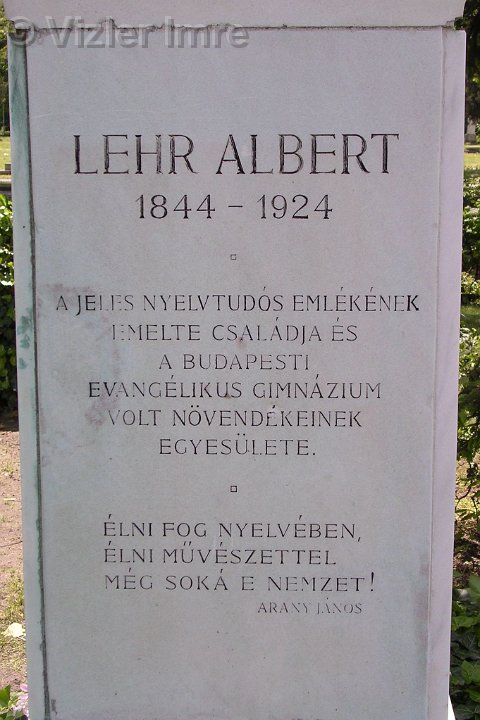 © Vizler Imre
LEHR ALBERT
1844 - 1924
A JELES NYELVTUDÓS EMLÉKÉNEK
EMELTE CSALÁDJA ÉS
A BUDAPESTI
EVANGÉLIKUS GIMNÁZIUM
VOLT NÖVENDÉKEINEK
EGYESÜLETE.
ÉLNI FOG NYELVÉBEN,
ÉLNI MŰVÉSZETTEL
MÉG SOKÁ E NEMZET!
ARANY JÁNOS